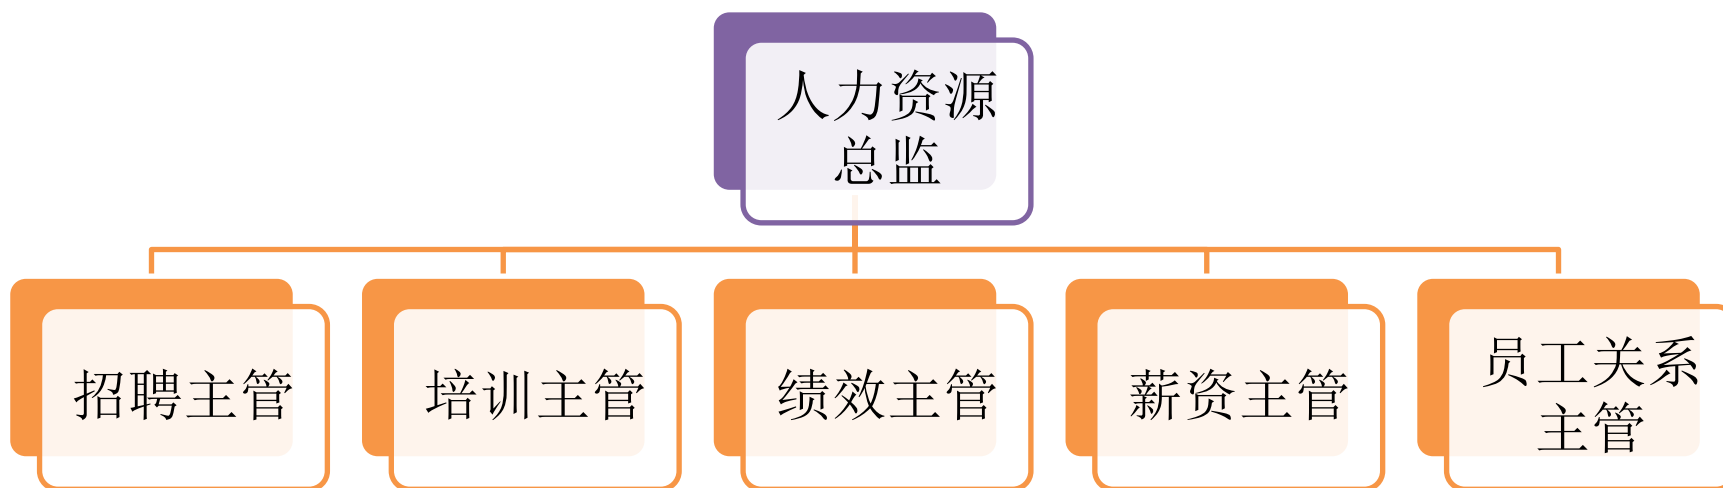 人力资源
总监
招聘主管
培训主管
绩效主管
薪资主管
员工关系
主管